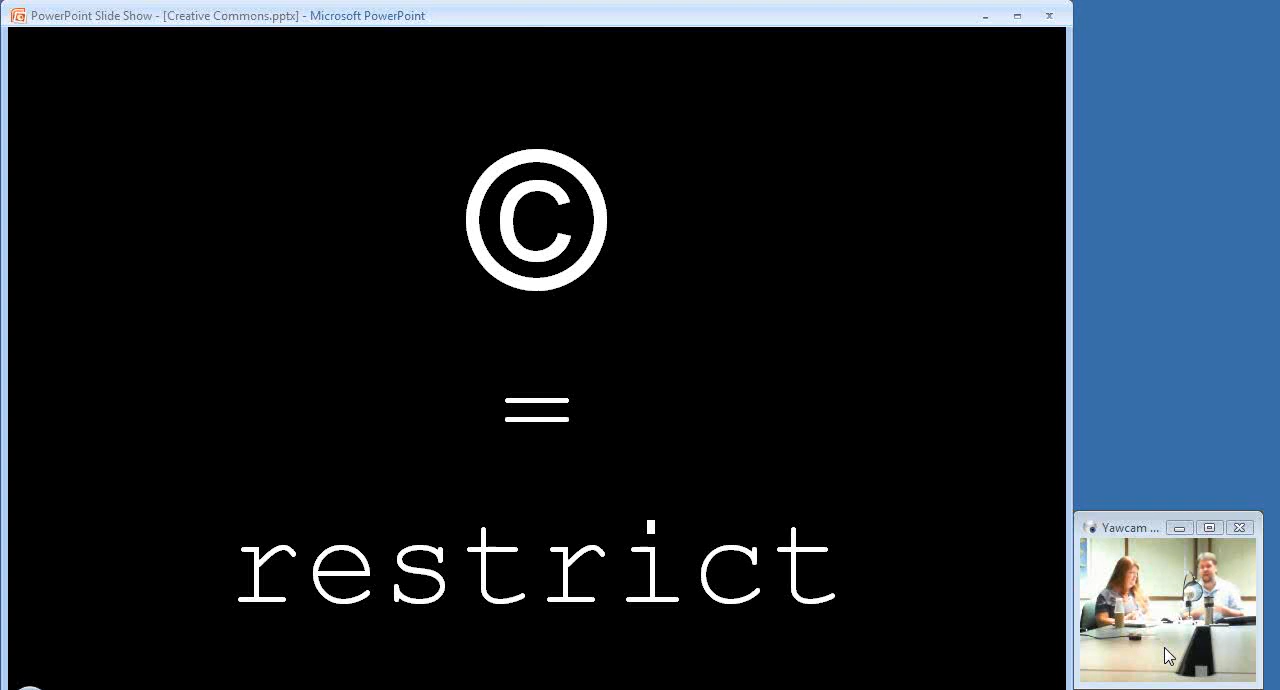 PowerPoint Slide Show - [Creative Commons.pptx] - Microsoft PowerPoint
©
=
restrict
Yawcam ...